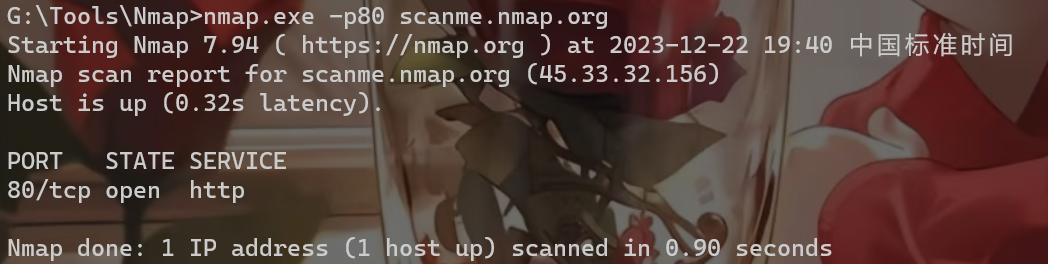 G:\Tools\Nmap>nmap.exe -p80 scanme.nmap.org
Starting Nmap 7.94 ( https://nmap.org ) at 2023-12-22 19:40 中国标准时间
Nmap scan report for scanme.nmap.org (45.33.32.156)
Host is up (0.32s latency).
PORT   STATE SERVICE
80/tcp open  http
Nmap done: 1 IP address (1 host up) scanned in 0.90 seconds